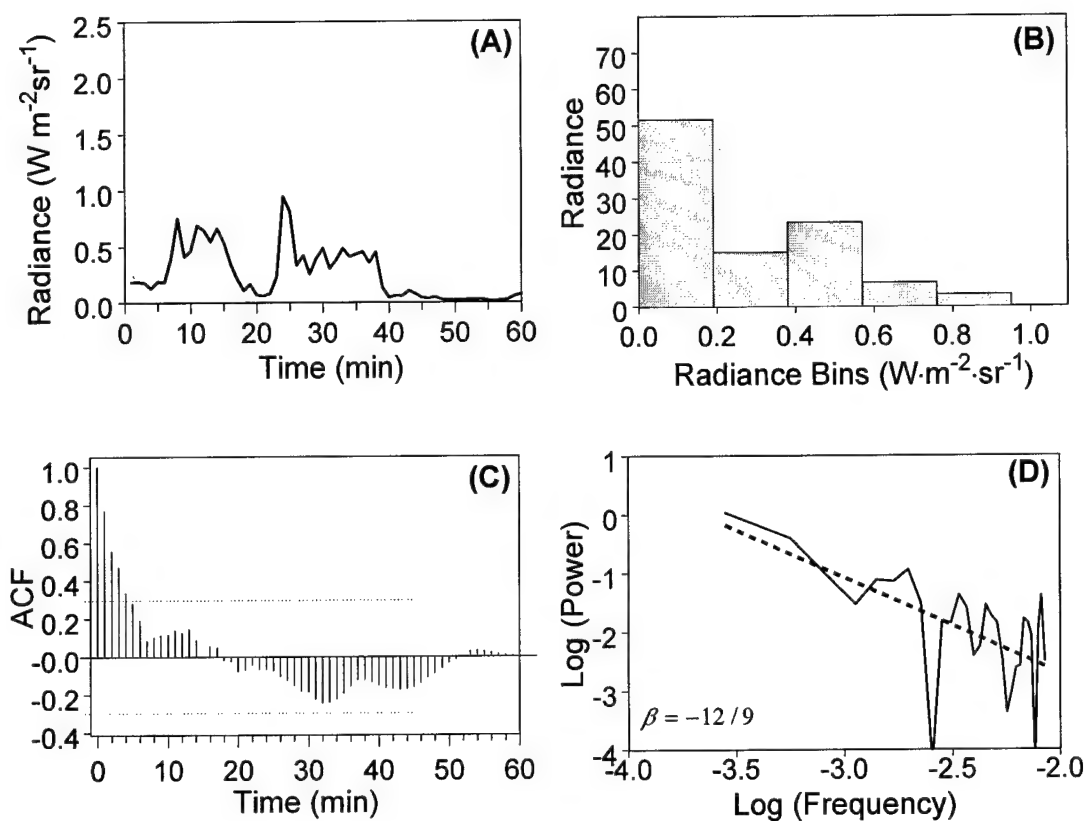 (A)
Radiance (W m⁻²sr⁻¹)
2.5
2.0
1.5
1.0
0.5
0.0
0 10 20 30 40 50 60
Time (min)
(B)
Radiance
70
60
50
40
30
20
10
0
0.0 0.2 0.4 0.6 0.8 1.0
Radiance Bins (W·m⁻²·sr⁻¹)
(C)
ACF
1.0
0.8
0.6
0.4
0.2
-0.0
-0.2
-0.4
0 10 20 30 40 50 60
Time (min)
(D)
Log (Power)
1
0
-1
-2
-3
-4
β = -12 / 9
-4.0 -3.5 -3.0 -2.5 -2.0
Log (Frequency)